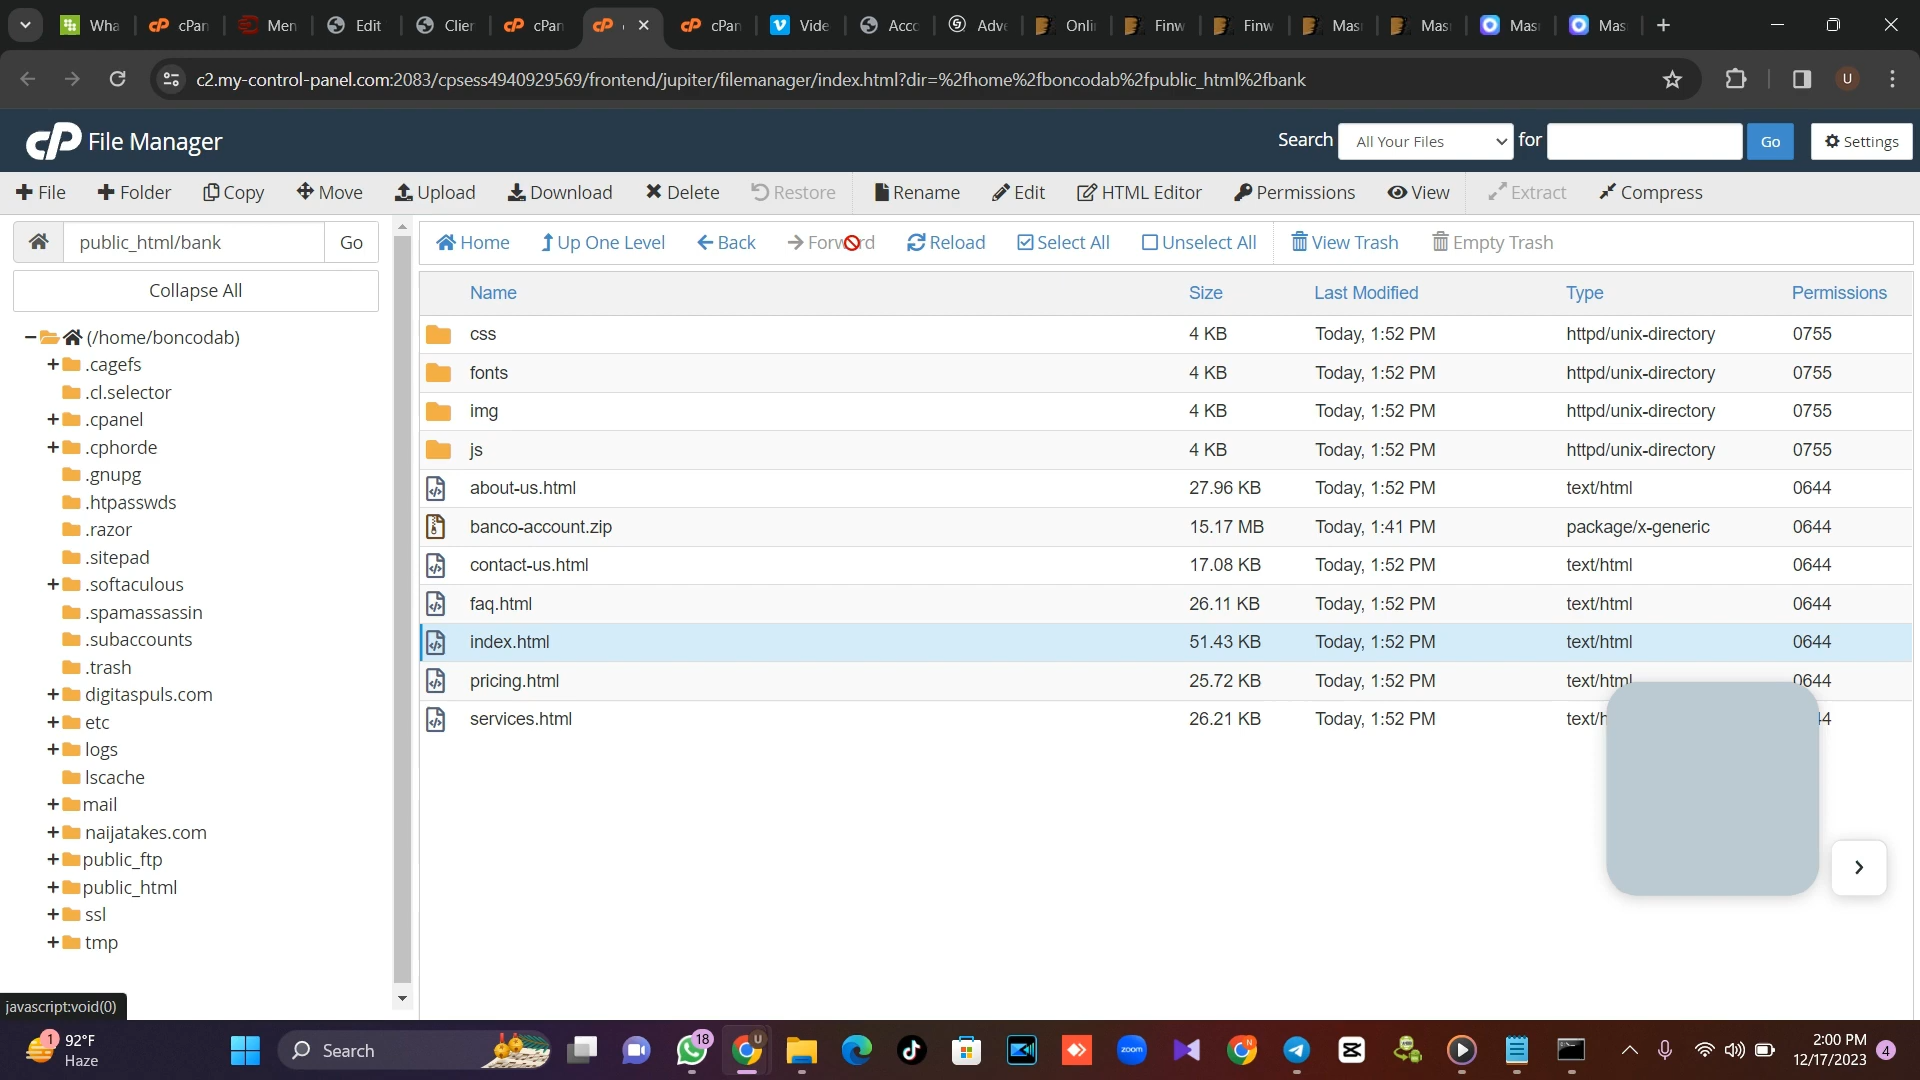 Wha
cPan
Men
Edit
Clien
cPan
cPan
Vide
Acco
Adve
Onlin
Finw
Finw
Mas
Mas
Mas
Mas
c2.my-control-panel.com:2083/cpsess4940929569/frontend/jupiter/filemanager/index.html?dir=%2fhome%2fboncodab%2fpublic_html%2fbank
U
cP File Manager
Search All Your Files for Go Settings
File Folder Copy Move Upload Download Delete Restore Rename Edit HTML Editor Permissions View Extract Compress
public_html/bank Go
Home Up One Level Back Forward Reload Select All Unselect All View Trash Empty Trash
Collapse All
(/home/boncodab)
.cagefs
.cl.selector
.cpanel
.cphorde
.gnupg
.htpasswds
.razor
.sitepad
.softaculous
.spamassassin
.subaccounts
.trash
digitaspuls.com
etc
logs
lscache
mail
naijatakes.com
public_ftp
public_html
ssl
tmp
Name Size Last Modified Type Permissions
css 4 KB Today, 1:52 PM httpd/unix-directory 0755
fonts 4 KB Today, 1:52 PM httpd/unix-directory 0755
img 4 KB Today, 1:52 PM httpd/unix-directory 0755
js 4 KB Today, 1:52 PM httpd/unix-directory 0755
about-us.html 27.96 KB Today, 1:52 PM text/html 0644
banco-account.zip 15.17 MB Today, 1:41 PM package/x-generic 0644
contact-us.html 17.08 KB Today, 1:52 PM text/html 0644
faq.html 26.11 KB Today, 1:52 PM text/html 0644
index.html 51.43 KB Today, 1:52 PM text/html 0644
pricing.html 25.72 KB Today, 1:52 PM text/html 0644
services.html 26.21 KB Today, 1:52 PM text/h 44
javascript:void(0)
1 92°F
Haze
Search
18
U
zoom
N
2:00 PM
12/17/2023
4